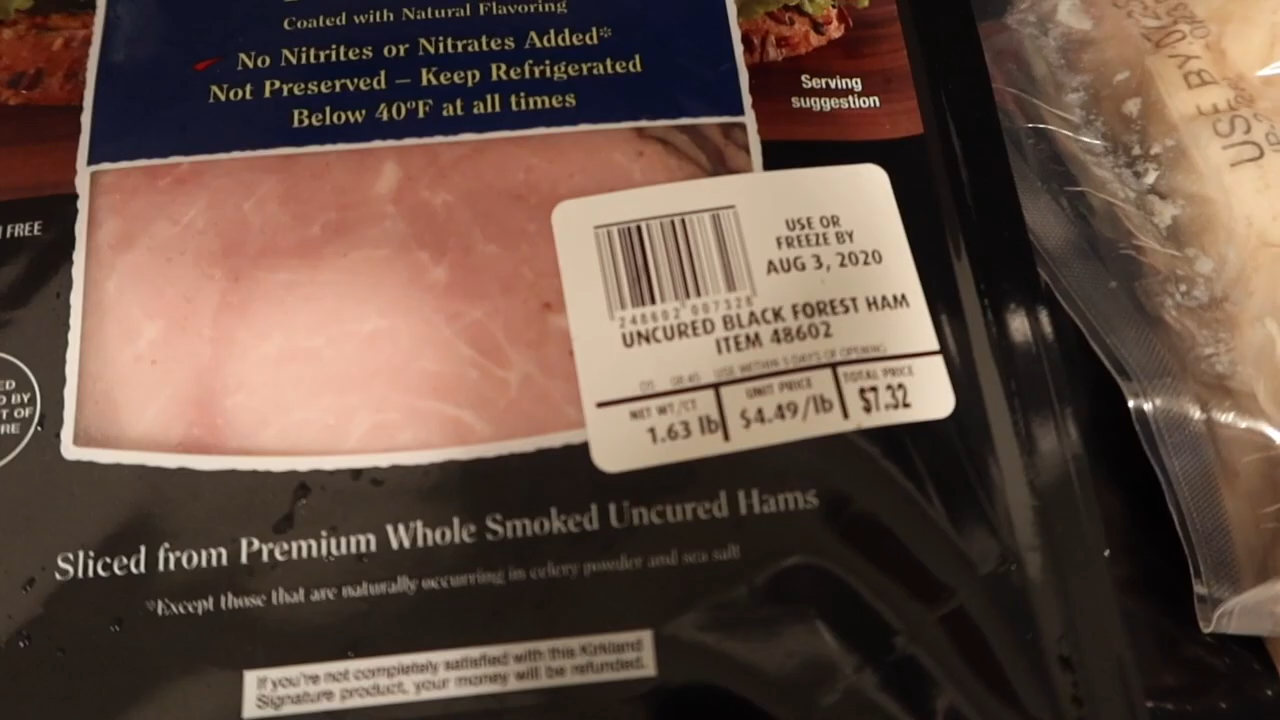 Coated with Natural Flavoring
No Nitrites or Nitrates Added*
Not Preserved – Keep Refrigerated
Below 40°F at all times
Serving
suggestion
FREE
USE OR
FREEZE BY
AUG 3, 2020
248602 007328
UNCURED BLACK FOREST HAM
ITEM 48602
USE WITHIN 5 DAYS OF OPENING
NET WT/CT
UNIT PRICE
TOTAL PRICE
1.63 lb
$4.49/lb
$7.32
ED
D BY
T OF
RE
Sliced from Premium Whole Smoked Uncured Hams
*Except those that are naturally occurring in celery powder and sea salt
If you're not completely satisfied with this Kirkland
Signature product, your money will be refunded.
USE BY